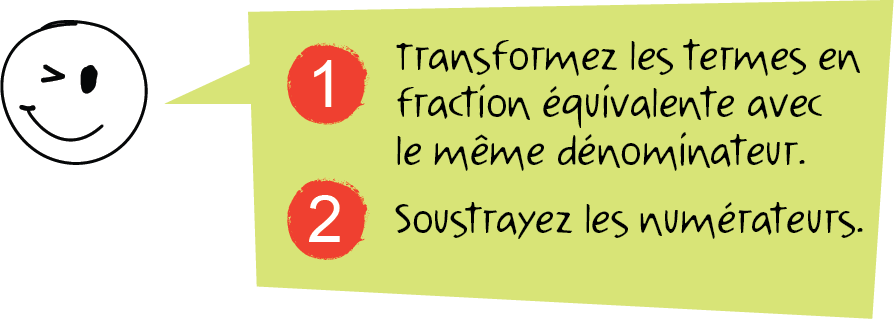 1 Transformez les termes en
fraction équivalente avec
le même dénominateur.
2 Soustrayez les numérateurs.